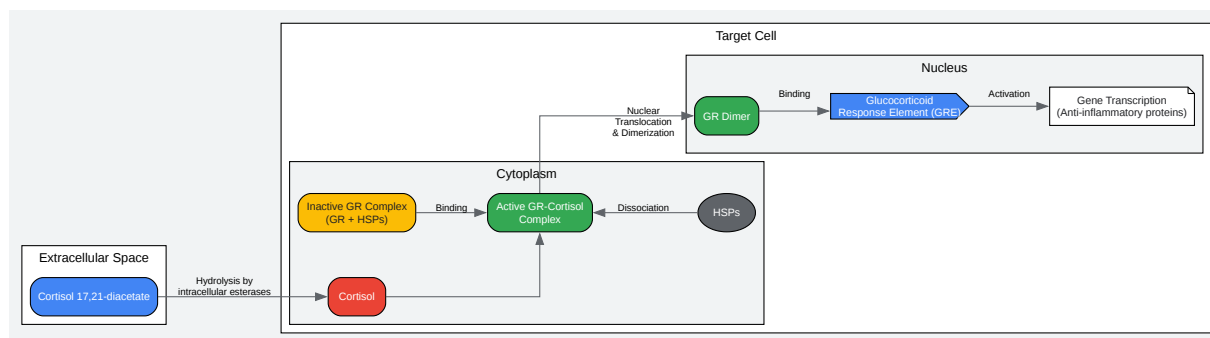 Target Cell
Nucleus
GR Dimer
Binding
Glucocorticoid
Response Element (GRE)
Activation
Gene Transcription
(Anti-inflammatory proteins)
Nuclear
Translocation
& Dimerization
Cytoplasm
Inactive GR Complex
(GR + HSPs)
Binding
Active GR-Cortisol
Complex
Dissociation
HSPs
Extracellular Space
Cortisol 17,21-diacetate
Hydrolysis by
intracellular esterases
Cortisol